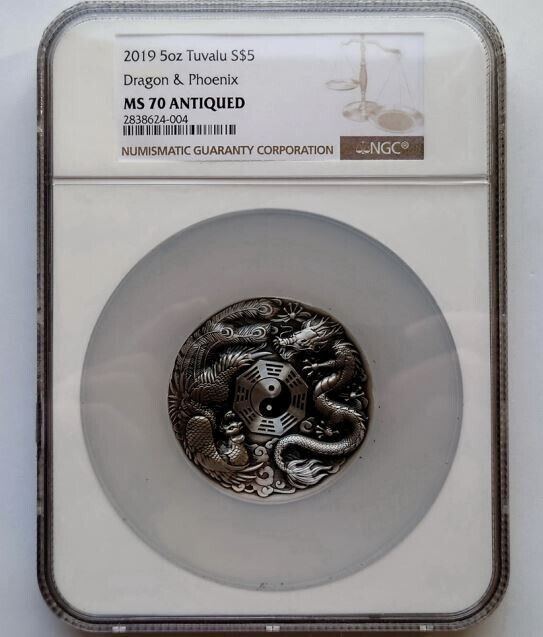 2019 5oz Tuvalu S$5
Dragon & Phoenix
MS 70 ANTIQUED
2838624-004
NUMISMATIC GUARANTY CORPORATION NGC®